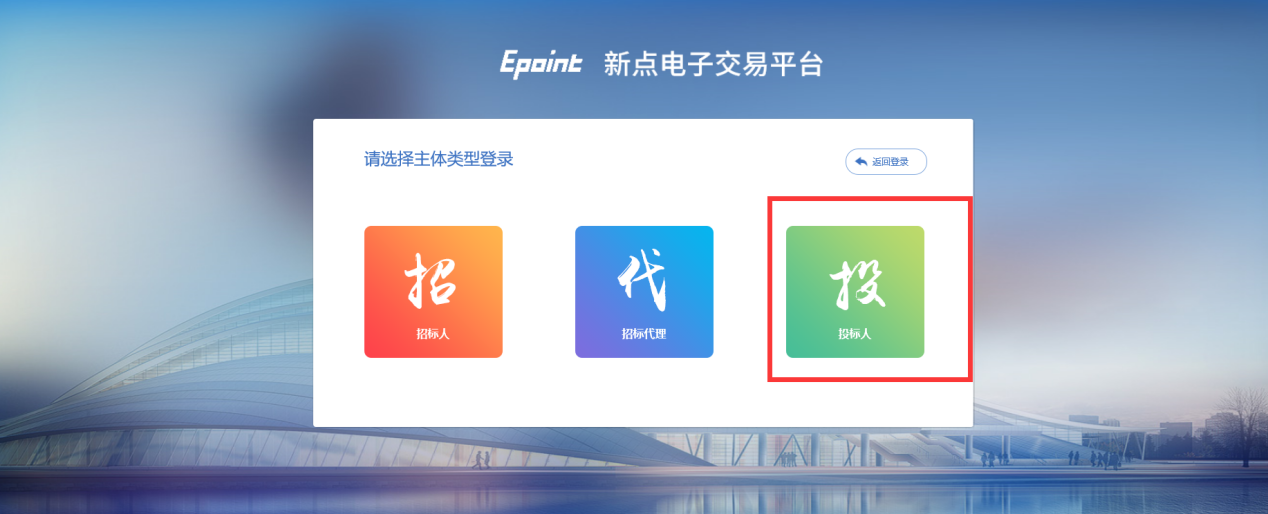 Epoint 新点电子交易平台
请选择主体类型登录
返回登录
招
代
投
招标人
招标代理
投标人